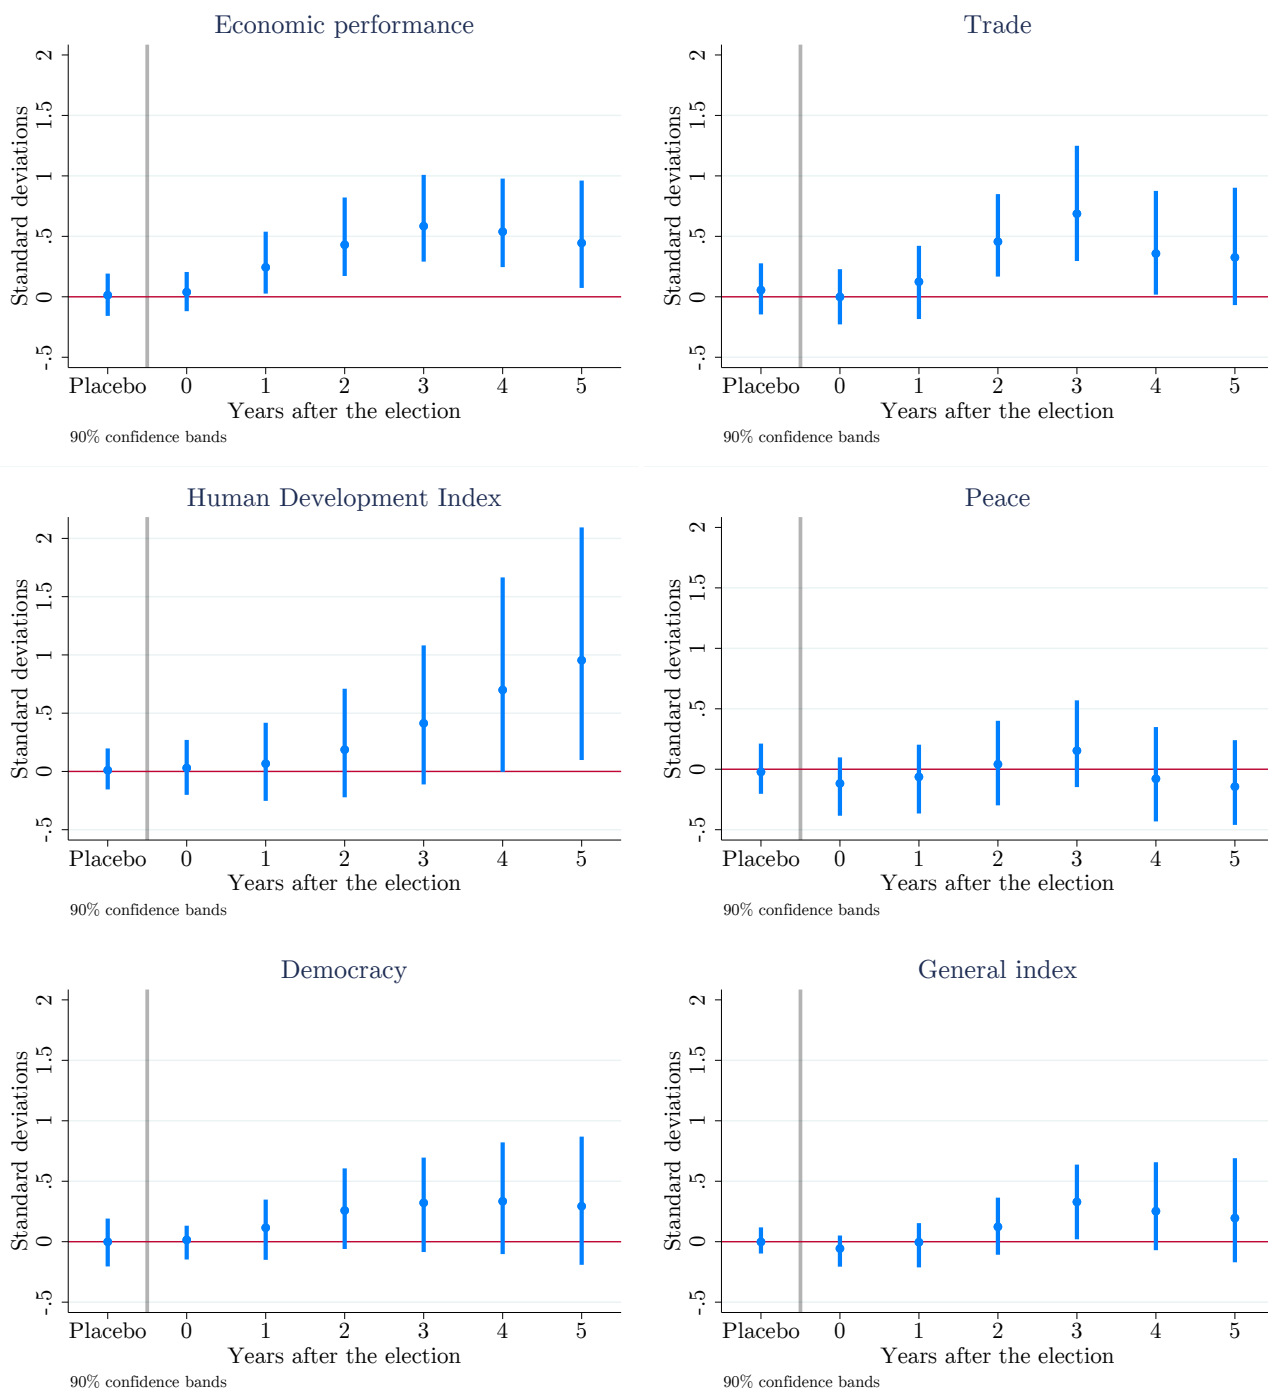 Economic performance
2
1.5
1
.5
0
-.5
Standard deviations
Placebo 0 1 2 3 4 5
Years after the election
90% confidence bands
Trade
2
1.5
1
.5
0
-.5
Standard deviations
Placebo 0 1 2 3 4 5
Years after the election
90% confidence bands
Human Development Index
2
1.5
1
.5
0
-.5
Standard deviations
Placebo 0 1 2 3 4 5
Years after the election
90% confidence bands
Peace
2
1.5
1
.5
0
-.5
Standard deviations
Placebo 0 1 2 3 4 5
Years after the election
90% confidence bands
Democracy
2
1.5
1
.5
0
-.5
Standard deviations
Placebo 0 1 2 3 4 5
Years after the election
90% confidence bands
General index
2
1.5
1
.5
0
-.5
Standard deviations
Placebo 0 1 2 3 4 5
Years after the election
90% confidence bands